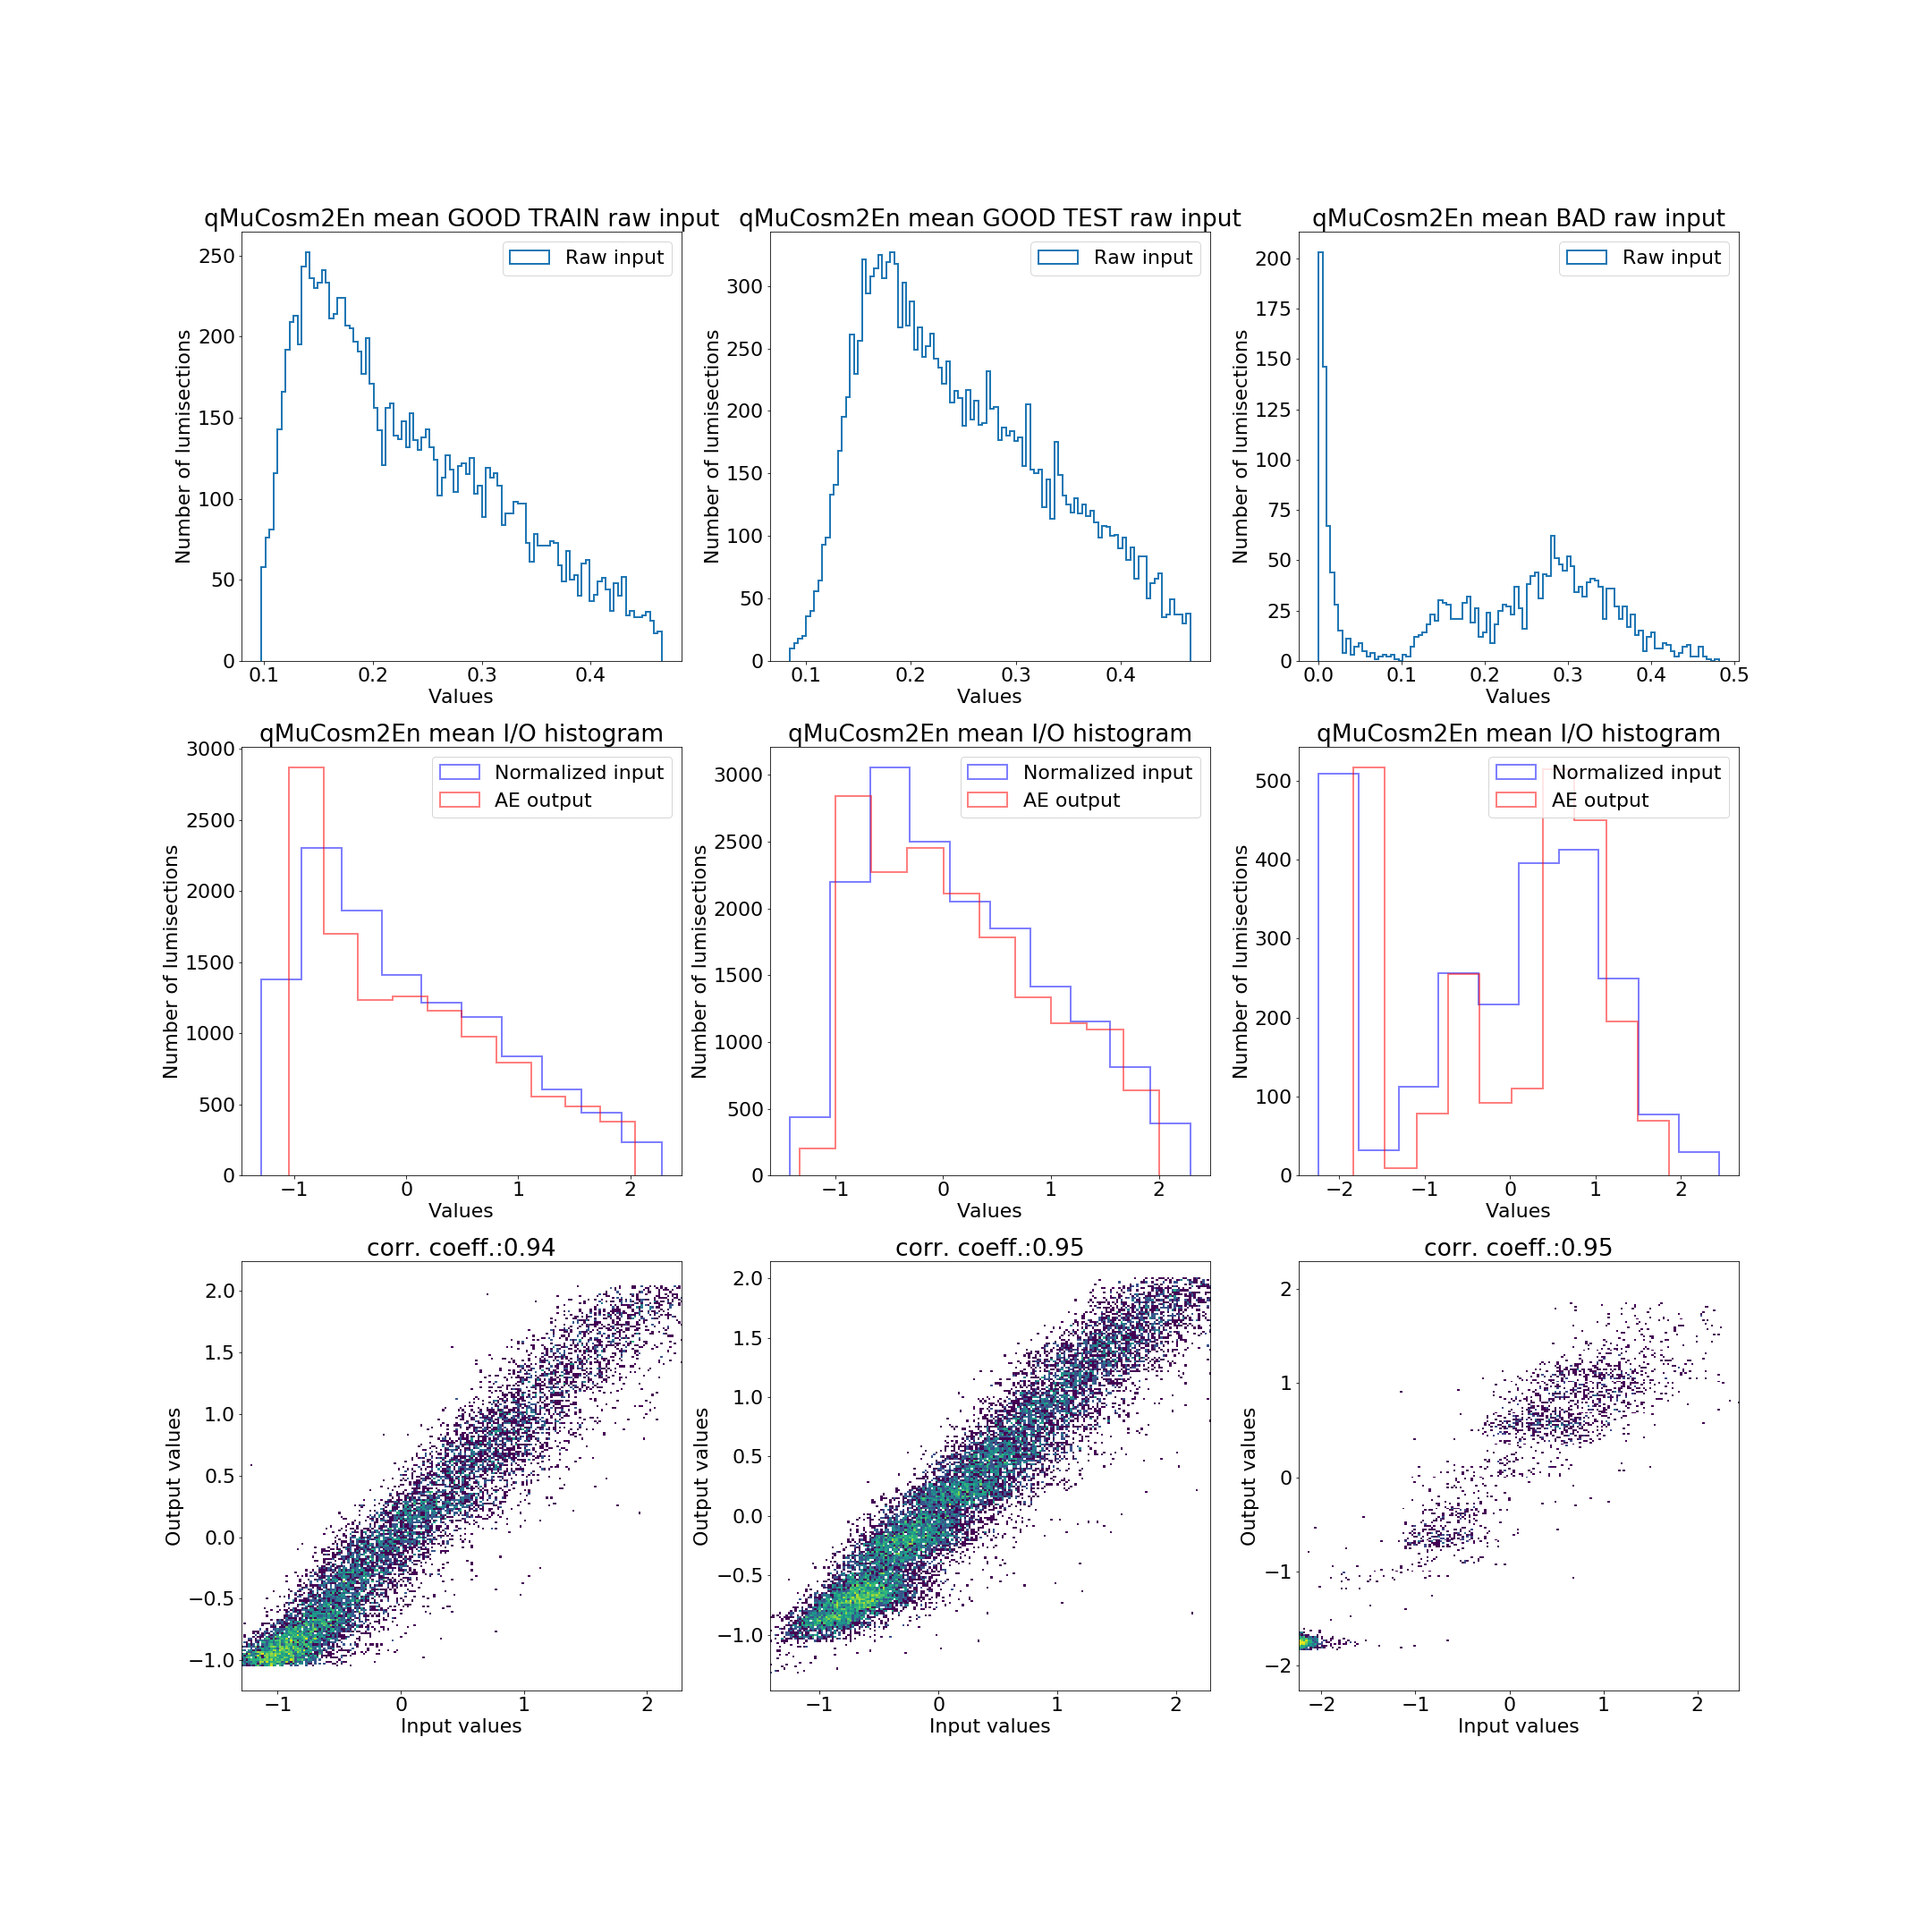 qMuCosm2En mean GOOD TRAIN raw input
Raw input
250
200
150
100
50
0
0.1 0.2 0.3 0.4
Number of lumisections
Values
qMuCosm2En mean GOOD TEST raw input
Raw input
300
250
200
150
100
50
0
0.1 0.2 0.3 0.4
Number of lumisections
Values
qMuCosm2En mean BAD raw input
Raw input
200
175
150
125
100
75
50
25
0
0.0 0.1 0.2 0.3 0.4 0.5
Number of lumisections
Values
qMuCosm2En mean I/O histogram
Normalized input
AE output
3000
2500
2000
1500
1000
500
0
−1 0 1 2
Number of lumisections
Values
qMuCosm2En mean I/O histogram
Normalized input
AE output
3000
2500
2000
1500
1000
500
0
−1 0 1 2
Number of lumisections
Values
qMuCosm2En mean I/O histogram
Normalized input
AE output
500
400
300
200
100
0
−2 −1 0 1 2
Number of lumisections
Values
corr. coeff.:0.94
2.0
1.5
1.0
0.5
0.0
−0.5
−1.0
−1 0 1 2
Output values
Input values
corr. coeff.:0.95
2.0
1.5
1.0
0.5
0.0
−0.5
−1.0
−1 0 1 2
Output values
Input values
corr. coeff.:0.95
2
1
0
−1
−2
−2 −1 0 1 2
Output values
Input values